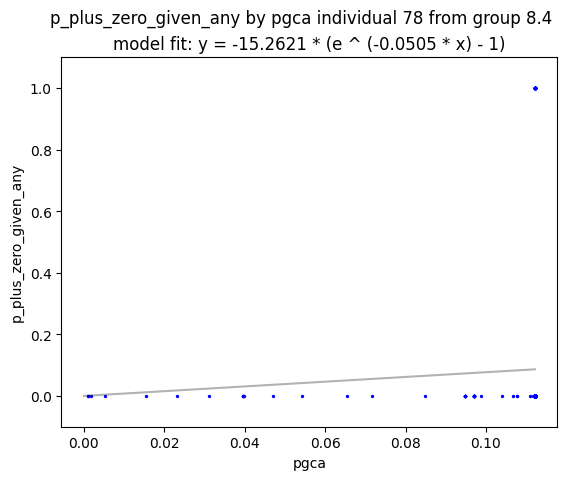 p_plus_zero_given_any by pgca individual 78 from group 8.4
model fit: y = -15.2621 * (e ^ (-0.0505 * x) - 1)
1.0
0.8
0.6
0.4
0.2
0.0
p_plus_zero_given_any
0.00 0.02 0.04 0.06 0.08 0.10
pgca